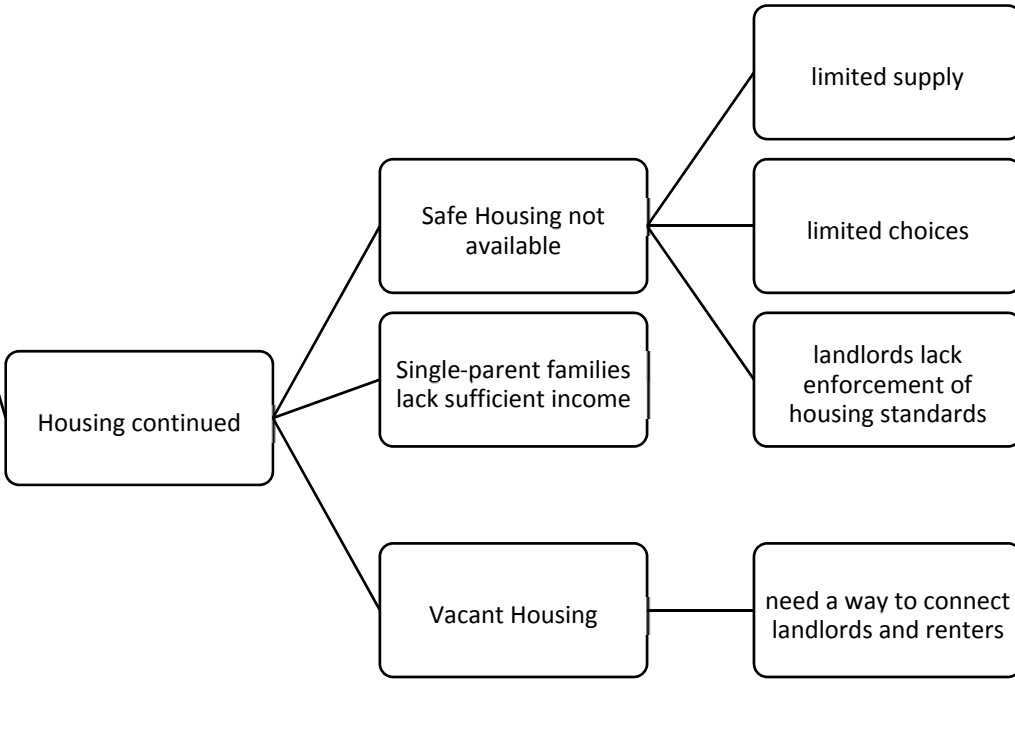 limited supply
Safe Housing not
available
limited choices
Single-parent families
lack sufficient income
landlords lack
enforcement of
housing standards
Housing continued
Vacant Housing
need a way to connect
landlords and renters